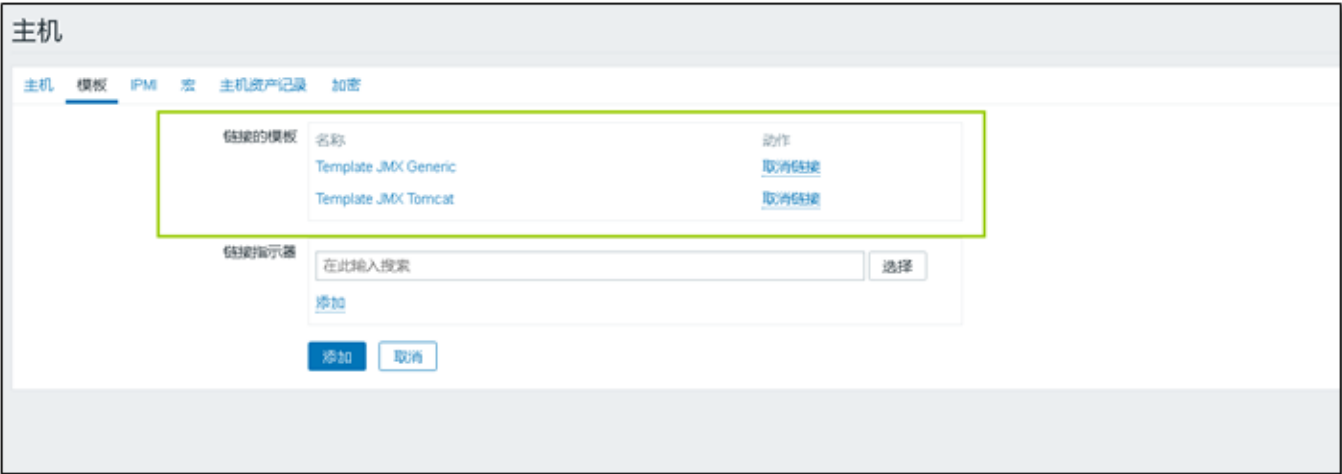 主机
主机 模板 IPMI 宏 主机资产记录 加密
链接的模板 名称 动作
Template JMX Generic 取消链接
Template JMX Tomcat 取消链接
链接指示器 在此输入搜索 选择
添加
添加 取消